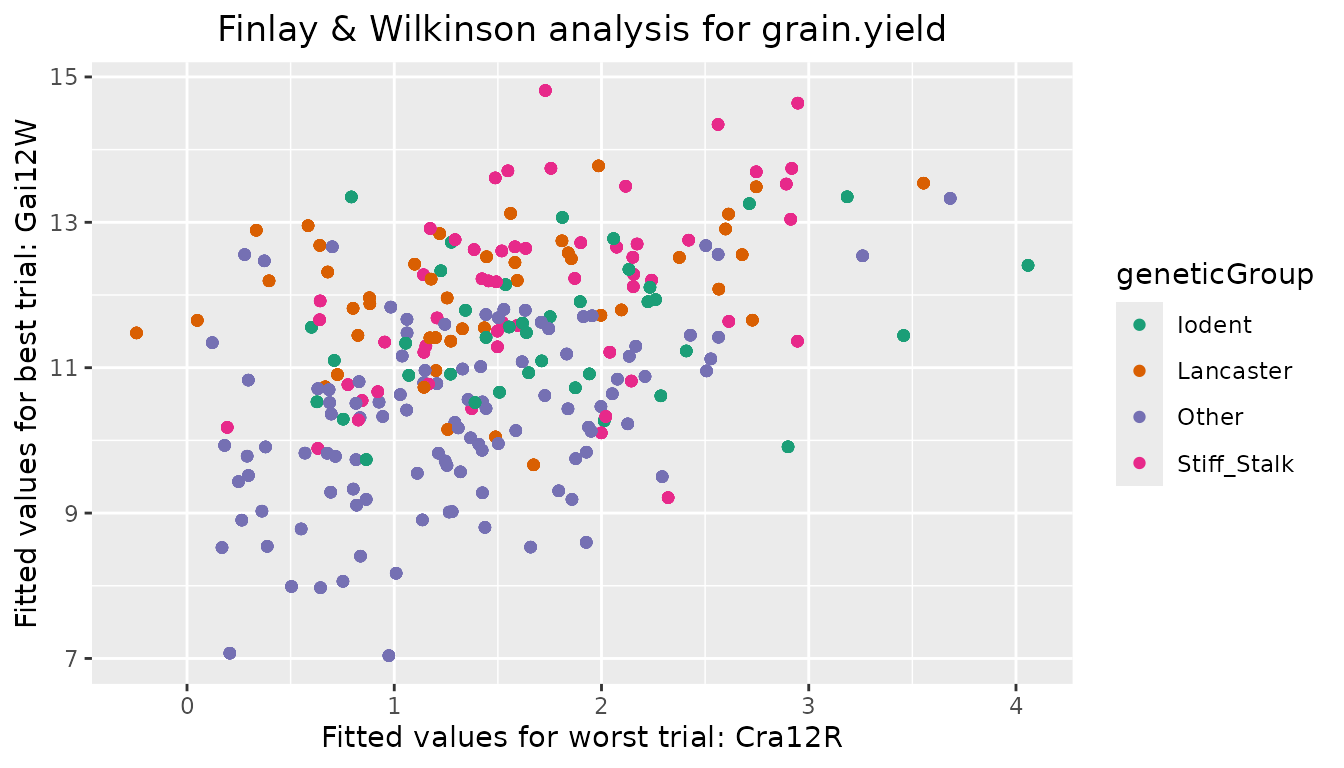 Finlay & Wilkinson analysis for grain.yield
15
13
11
9
7
Fitted values for best trial: Gai12W
0 1 2 3 4
Fitted values for worst trial: Cra12R
geneticGroup
Iodent
Lancaster
Other
Stiff_Stalk